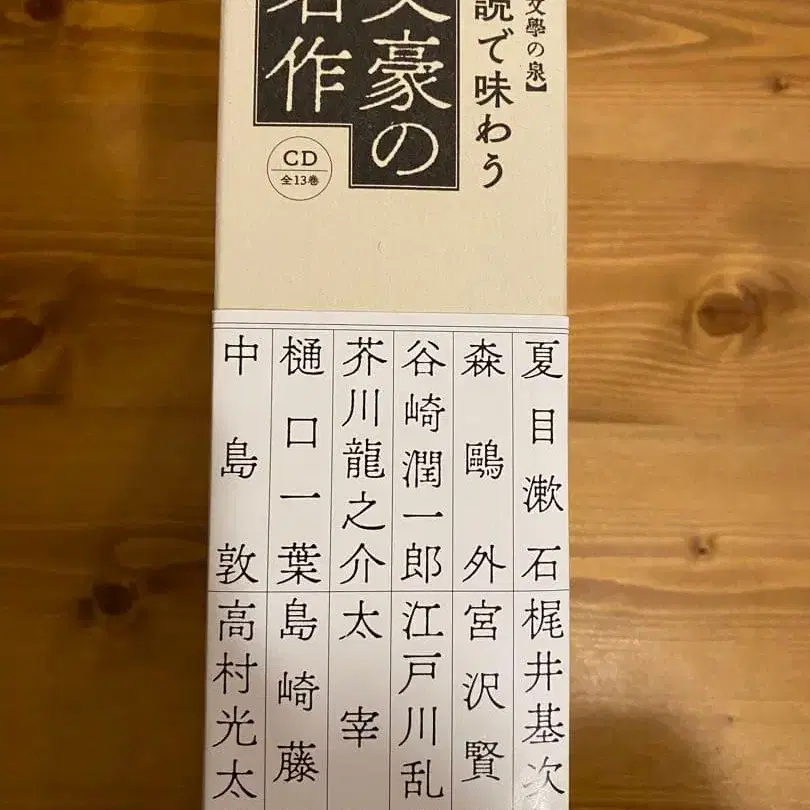 文學の泉】
読で味わう
文豪の
名作
CD
全13巻
夏目漱石
森鷗外
谷崎潤一郎
芥川龍之介
樋口一葉
中島敦
梶井基次
宮沢賢
江戸川乱
太宰
島崎藤
高村光太